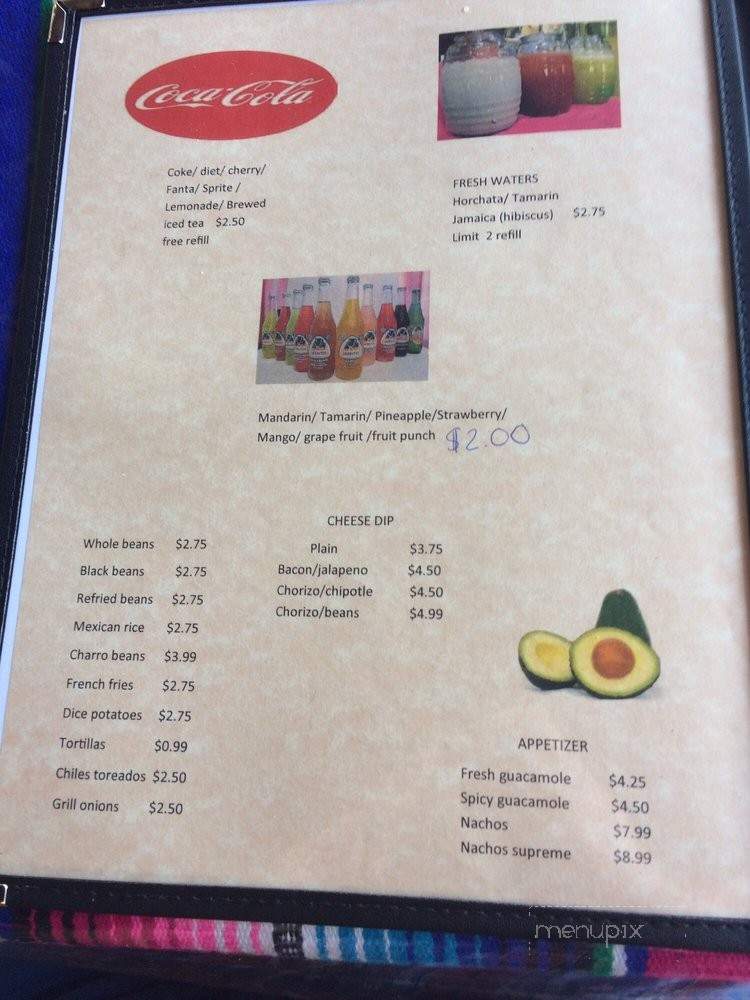 Coca-Cola
Coke/ diet/ cherry/
Fanta/ Sprite /
Lemonade/ Brewed
iced tea $2.50
free refill
FRESH WATERS
Horchata/ Tamarin
Jamaica (hibiscus) $2.75
Limit 2 refill
Mandarin/ Tamarin/ Pineapple/Strawberry/
Mango/ grape fruit /fruit punch $2.00
Whole beans $2.75
Black beans $2.75
Refried beans $2.75
Mexican rice $2.75
Charro beans $3.99
French fries $2.75
Dice potatoes $2.75
Tortillas $0.99
Chiles toreados $2.50
Grill onions $2.50
CHEESE DIP
Plain $3.75
Bacon/jalapeno $4.50
Chorizo/chipotle $4.50
Chorizo/beans $4.99
APPETIZER
Fresh guacamole $4.25
Spicy guacamole $4.50
Nachos $7.99
Nachos supreme $8.99
menupix